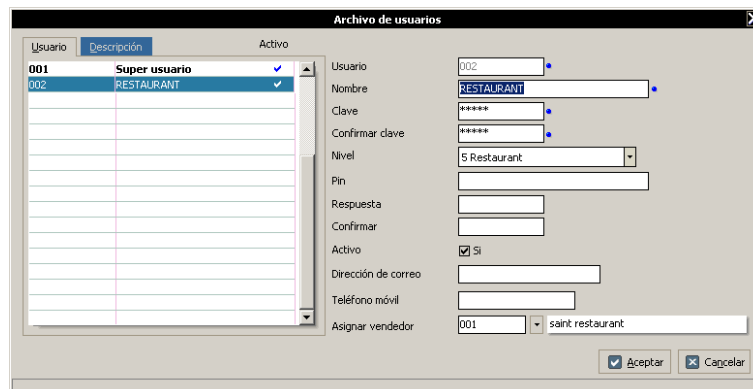 Archivo de usuarios
Usuario Descripción Activo
001 Super usuario
002 RESTAURANT
Usuario 002
Nombre RESTAURANT
Clave *****
Confirmar clave *****
Nivel 5 Restaurant
Pin
Respuesta
Confirmar
Activo Si
Dirección de correo
Teléfono móvil
Asignar vendedor 001 saint restaurant
Aceptar Cancelar